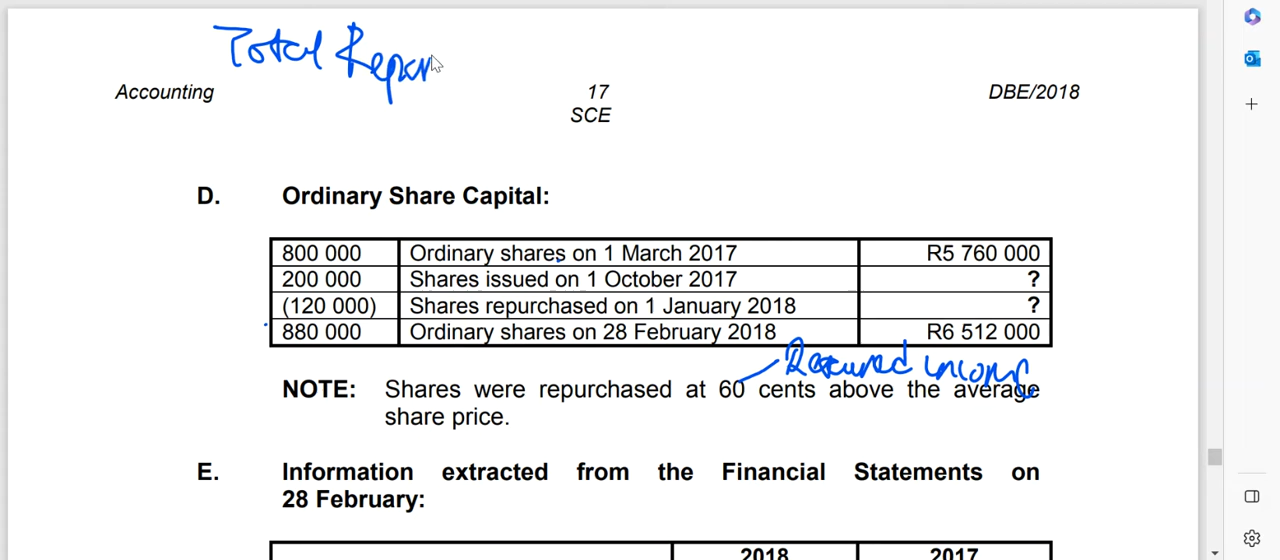 Total Repur
Accounting 17 DBE/2018
SCE
D. Ordinary Share Capital:
800 000 Ordinary shares on 1 March 2017 R5 760 000
200 000 Shares issued on 1 October 2017 ?
(120 000) Shares repurchased on 1 January 2018 ?
880 000 Ordinary shares on 28 February 2018 R6 512 000
income
NOTE: Shares were repurchased at 60 cents above the average
share price.
E. Information extracted from the Financial Statements on
28 February:
2018 2017